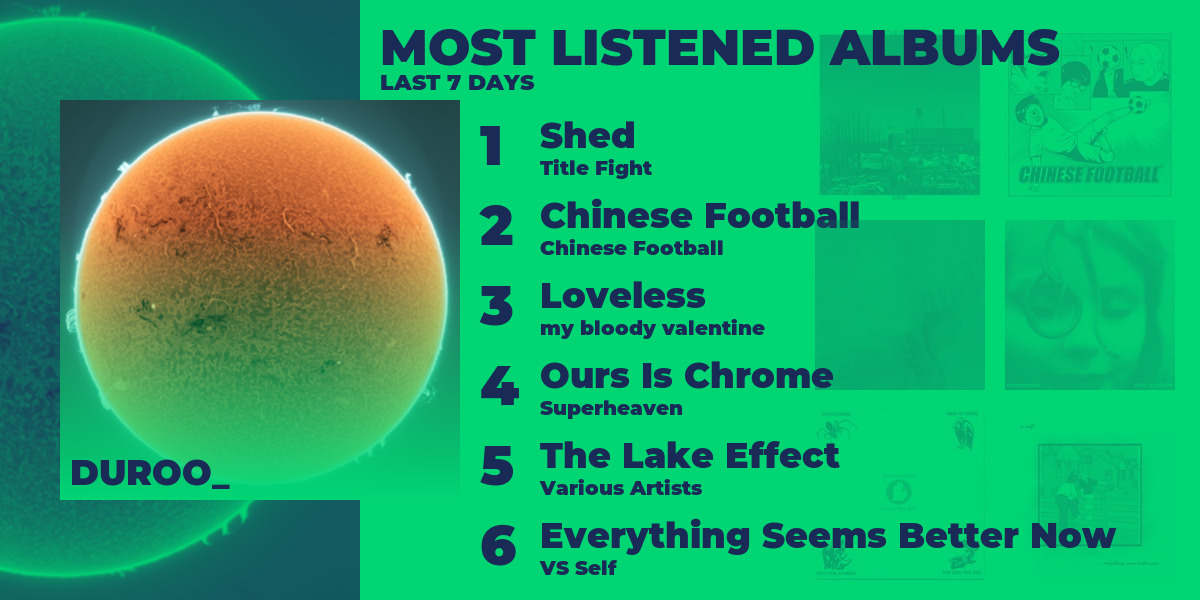 MOST LISTENED ALBUMS
LAST 7 DAYS
1 Shed
Title Fight
2 Chinese Football
Chinese Football
3 Loveless
my bloody valentine
4 Ours Is Chrome
Superheaven
5 The Lake Effect
Various Artists
6 Everything Seems Better Now
VS Self
DUROO_
CHINESE FOOTBALL